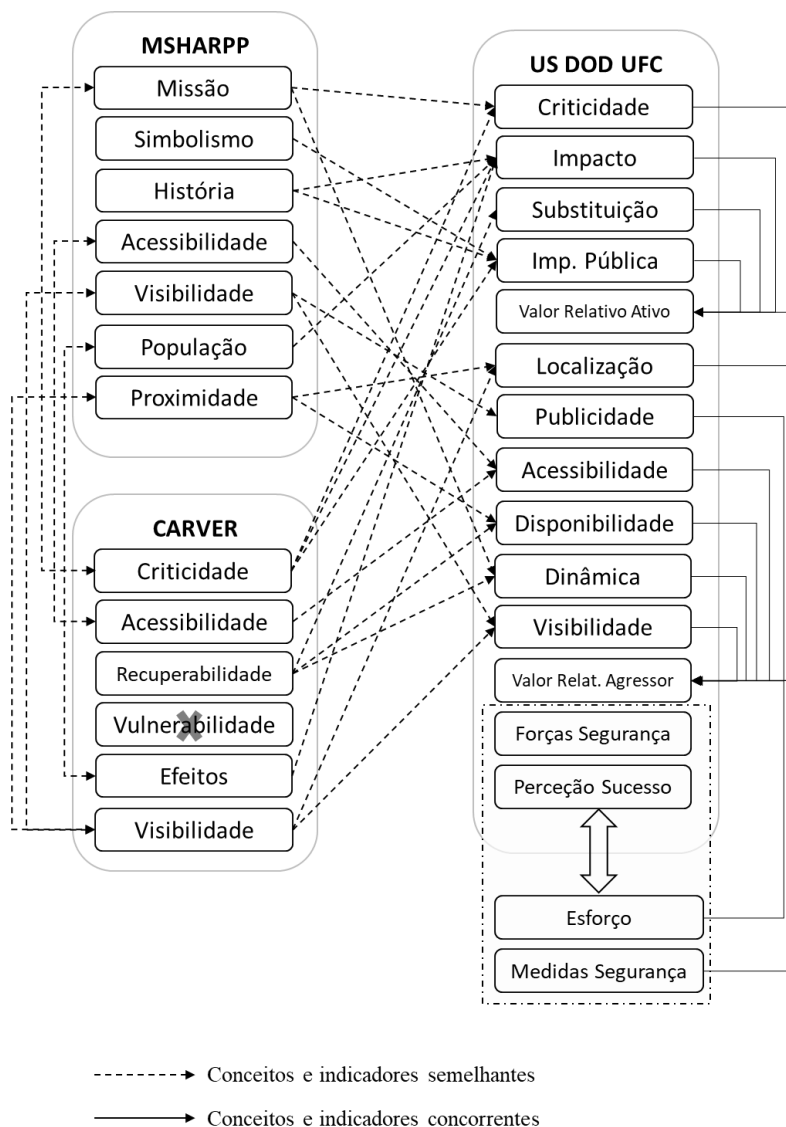 MSHARPP
Missão
Simbolismo
História
Acessibilidade
Visibilidade
População
Proximidade
CARVER
Criticidade
Acessibilidade
Recuperabilidade
Vulnerabilidade
Efeitos
Visibilidade
US DOD UFC
Criticidade
Impacto
Substituição
Imp. Pública
Valor Relativo Ativo
Localização
Publicidade
Acessibilidade
Disponibilidade
Dinâmica
Visibilidade
Valor Relat. Agressor
Forças Segurança
Perceção Sucesso
Esforço
Medidas Segurança
Conceitos e indicadores semelhantes
Conceitos e indicadores concorrentes